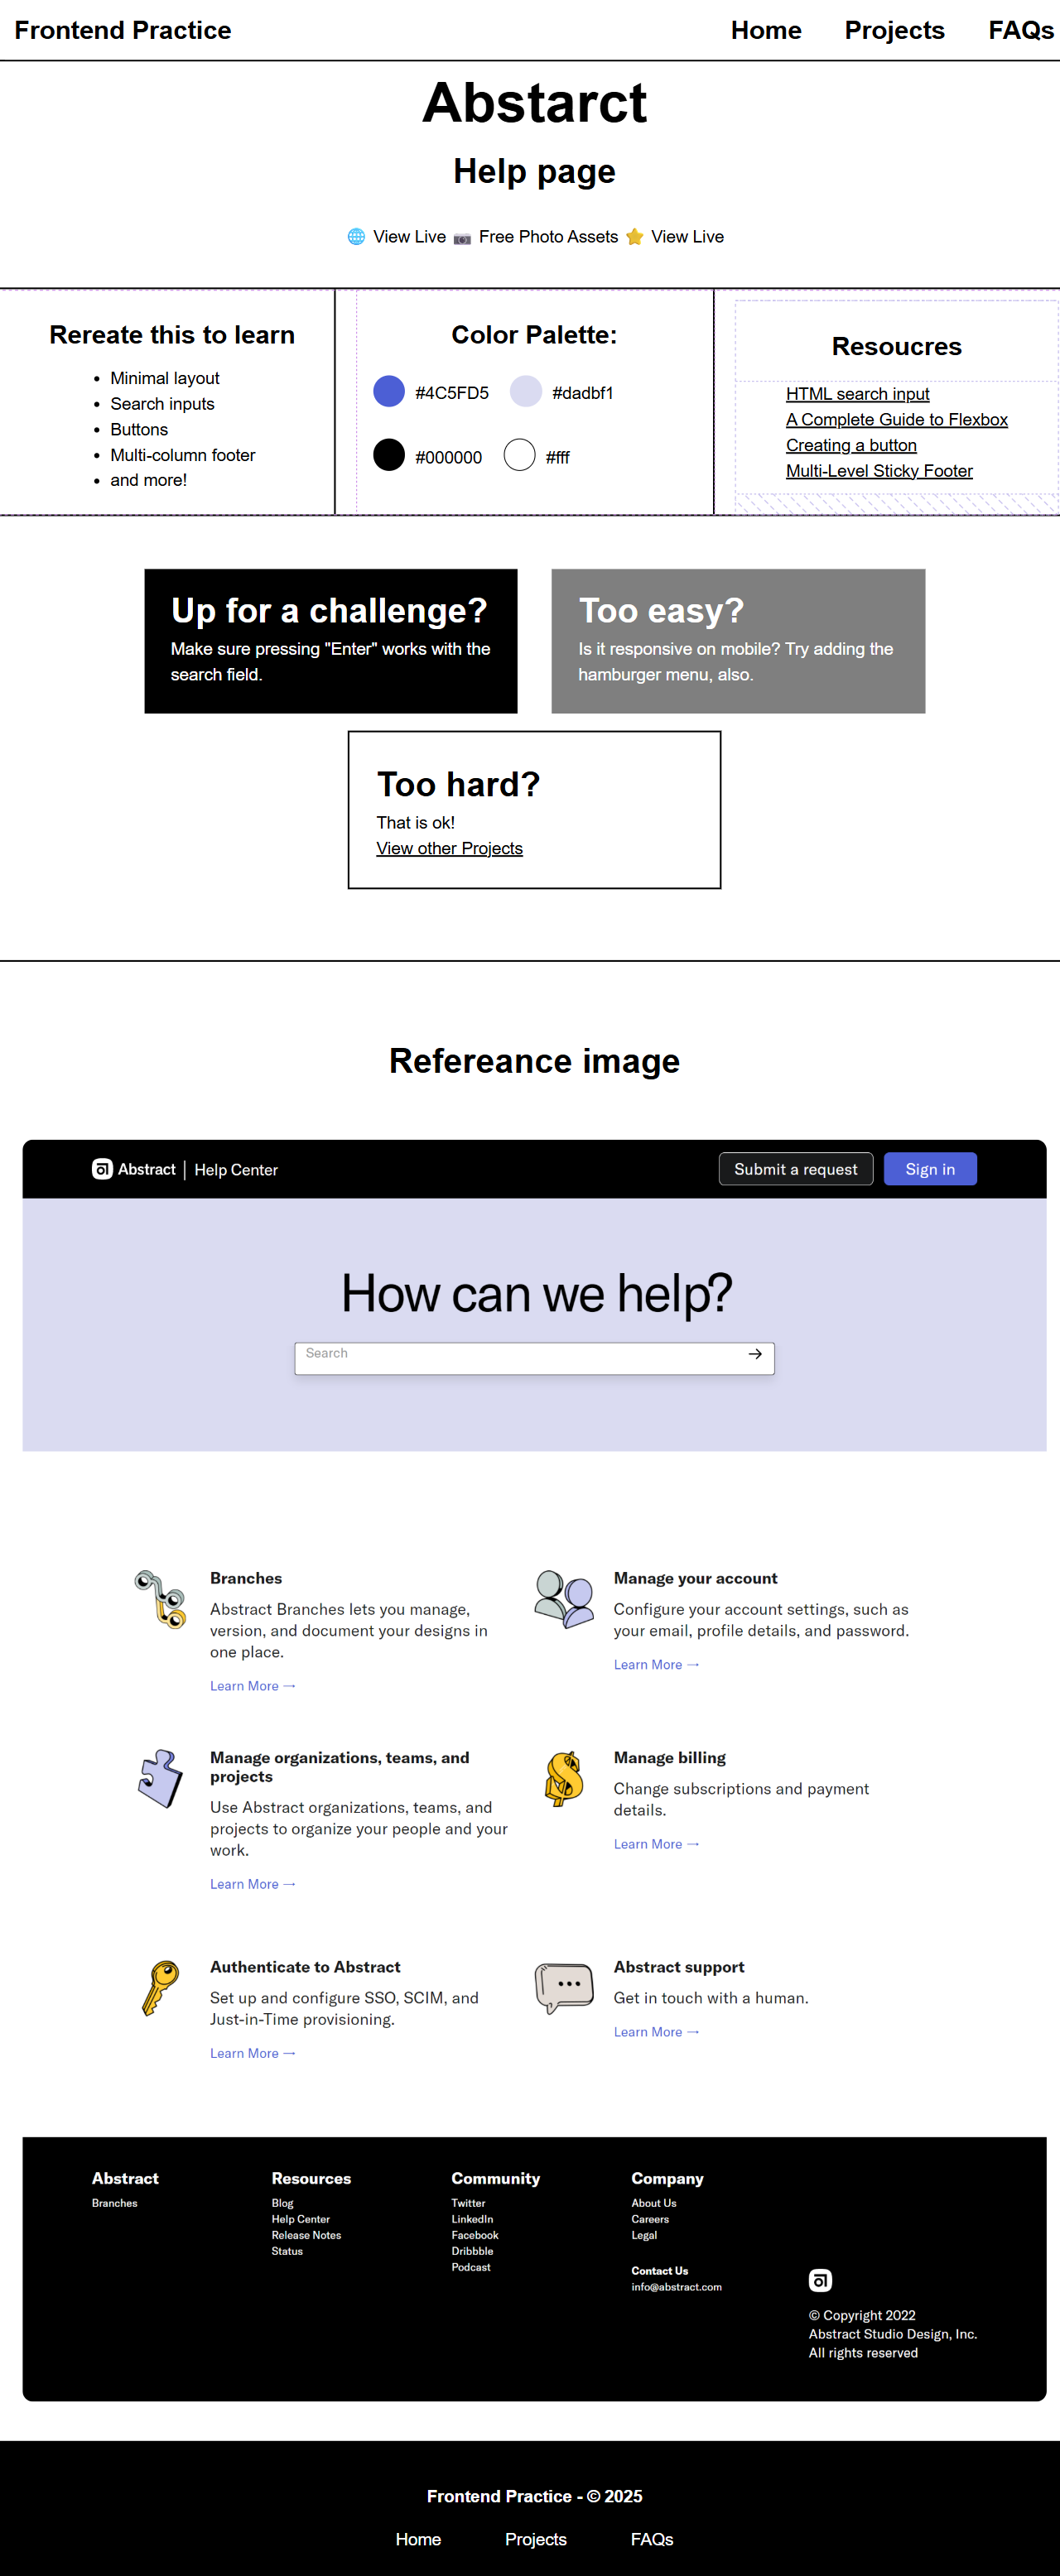 Frontend Practice
Home Projects FAQs
Abstarct
Help page
View Live Free Photo Assets View Live
Rereate this to learn
Minimal layout
Search inputs
Buttons
Multi-column footer
and more!
Color Palette:
#4C5FD5 #dadbf1
#000000 #fff
Resoucres
HTML search input
A Complete Guide to Flexbox
Creating a button
Multi-Level Sticky Footer
Up for a challenge?
Make sure pressing "Enter" works with the
search field.
Too easy?
Is it responsive on mobile? Try adding the
hamburger menu, also.
Too hard?
That is ok!
View other Projects
Refereance image
Abstract | Help Center
Submit a request
Sign in
How can we help?
Search →
Branches
Abstract Branches lets you manage,
version, and document your designs in
one place.
Learn More →
Manage your account
Configure your account settings, such as
your email, profile details, and password.
Learn More →
Manage organizations, teams, and
projects
Use Abstract organizations, teams, and
projects to organize your people and your
work.
Learn More →
Manage billing
Change subscriptions and payment
details.
Learn More →
Authenticate to Abstract
Set up and configure SSO, SCIM, and
Just-in-Time provisioning.
Learn More →
Abstract support
Get in touch with a human.
Learn More →
Abstract
Branches
Resources
Blog
Help Center
Release Notes
Status
Community
Twitter
LinkedIn
Facebook
Dribbble
Podcast
Company
About Us
Careers
Legal
Contact Us
info@abstract.com
© Copyright 2022
Abstract Studio Design, Inc.
All rights reserved
Frontend Practice - © 2025
Home Projects FAQs